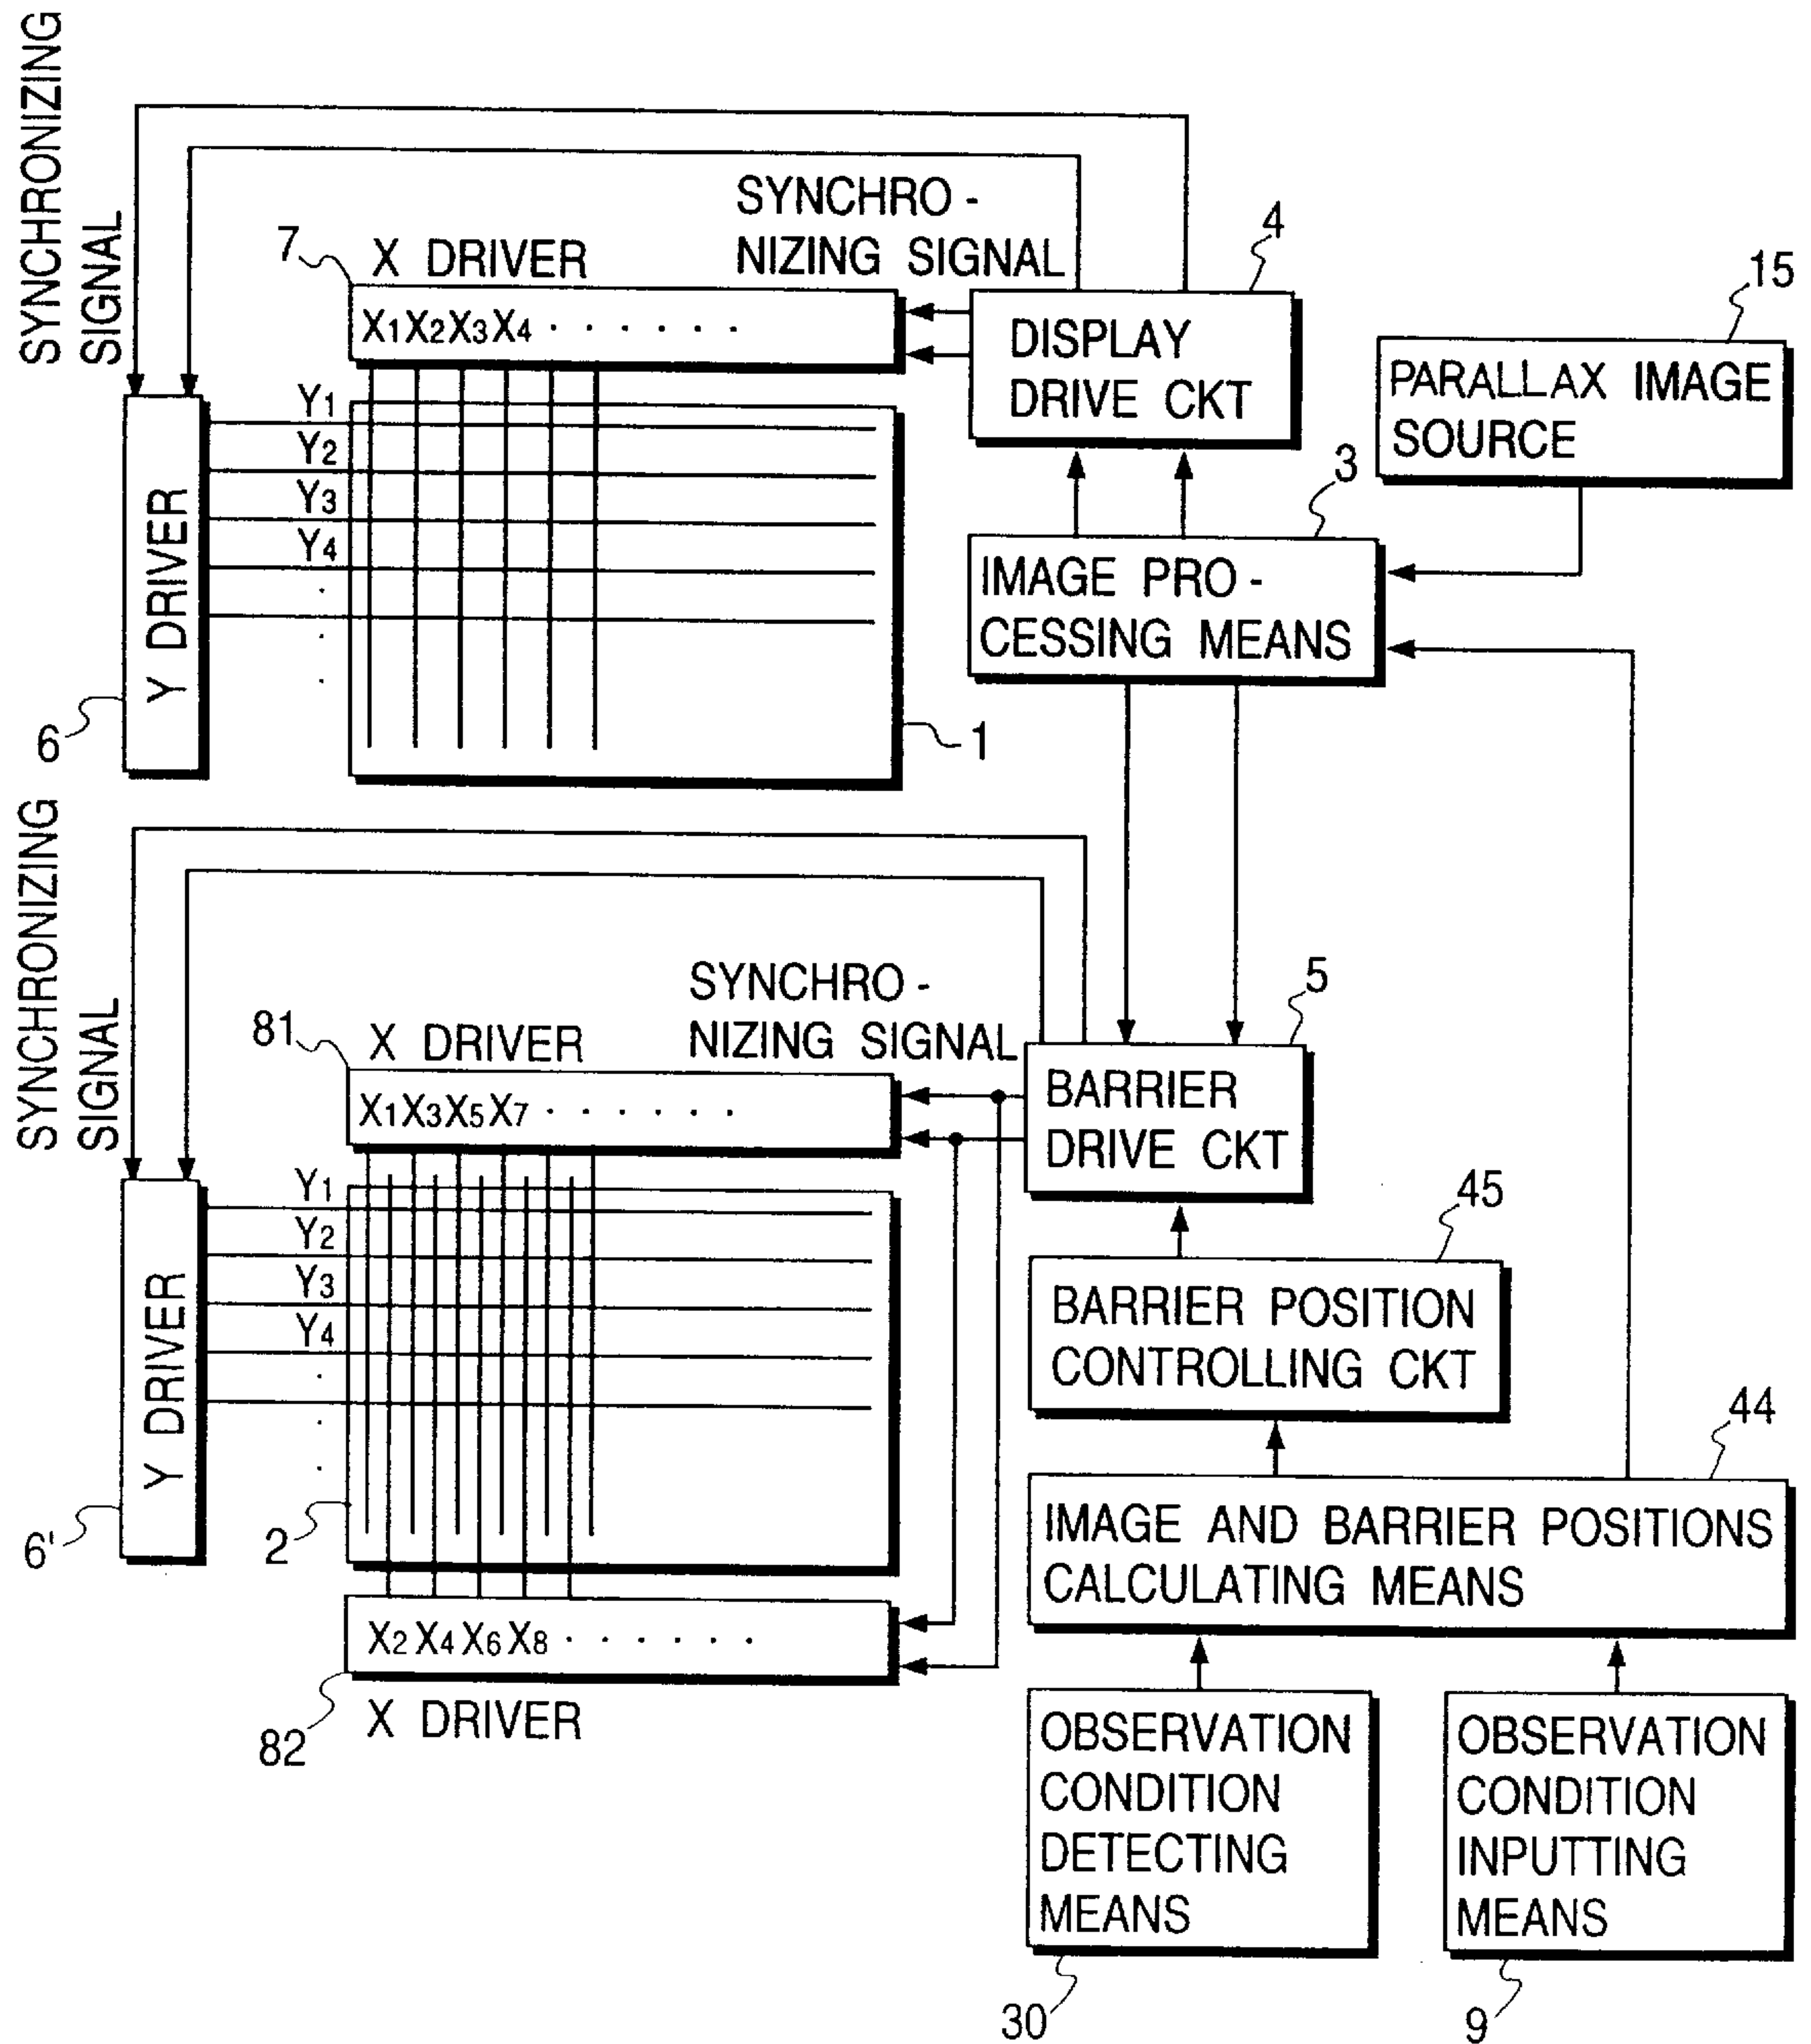 SYNCHRONIZING
SIGNAL
SYNCHRO -
NIZING SIGNAL
7
X DRIVER
X1 X2 X3 X4 · · · · · ·
4
DISPLAY
DRIVE CKT
15
PARALLAX IMAGE
SOURCE
Y1
Y2
Y3
Y4
Y DRIVER
6
1
3
IMAGE PRO -
CESSING MEANS
SYNCHRONIZING
SIGNAL
SYNCHRO -
NIZING SIGNAL
81
X DRIVER
X1 X3 X5 X7 · · · · · ·
5
BARRIER
DRIVE CKT
Y1
Y2
Y3
Y4
Y DRIVER
6'
2
45
BARRIER POSITION
CONTROLLING CKT
44
IMAGE AND BARRIER POSITIONS
CALCULATING MEANS
X2 X4 X6 X8 · · · · · ·
82
X DRIVER
OBSERVATION
CONDITION
DETECTING
MEANS
30
OBSERVATION
CONDITION
INPUTTING
MEANS
9